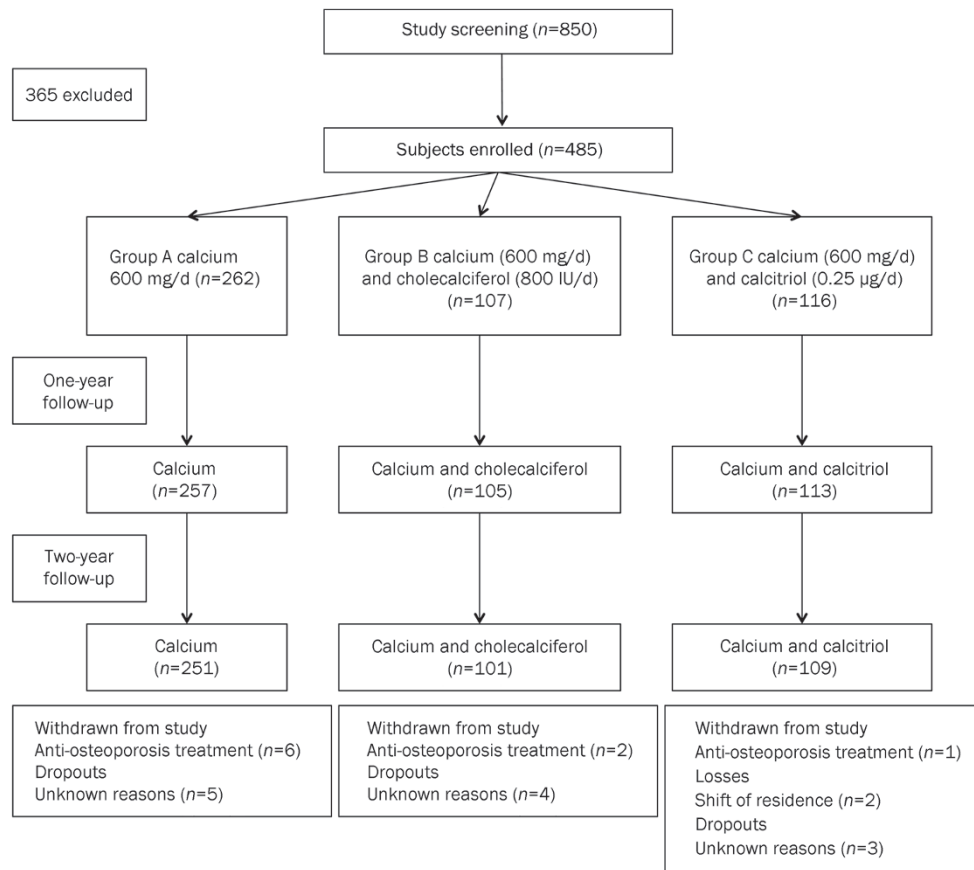 Study screening (n=850)
365 excluded
Subjects enrolled (n=485)
Group A calcium
600 mg/d (n=262)
Group B calcium (600 mg/d)
and cholecalciferol (800 IU/d)
(n=107)
Group C calcium (600 mg/d)
and calcitriol (0.25 μg/d)
(n=116)
One-year
follow-up
Calcium
(n=257)
Calcium and cholecalciferol
(n=105)
Calcium and calcitriol
(n=113)
Two-year
follow-up
Calcium
(n=251)
Calcium and cholecalciferol
(n=101)
Calcium and calcitriol
(n=109)
Withdrawn from study
Anti-osteoporosis treatment (n=6)
Dropouts
Unknown reasons (n=5)
Withdrawn from study
Anti-osteoporosis treatment (n=2)
Dropouts
Unknown reasons (n=4)
Withdrawn from study
Anti-osteoporosis treatment (n=1)
Losses
Shift of residence (n=2)
Dropouts
Unknown reasons (n=3)